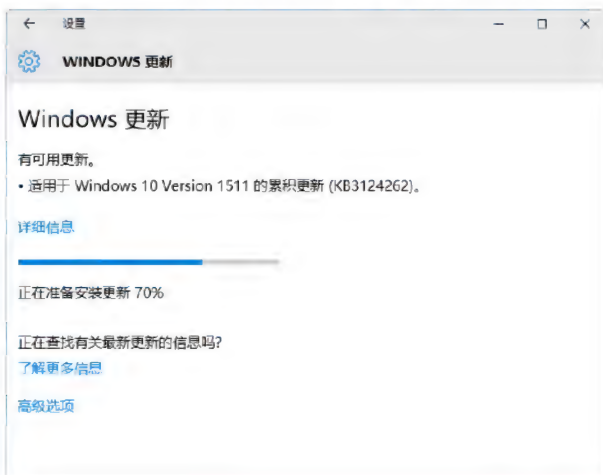 设置
WINDOWS 更新
Windows 更新
有可用更新。
• 适用于 Windows 10 Version 1511 的累积更新 (KB3124262)。
详细信息
正在准备安装更新 70%
正在查找有关最新更新的信息吗?
了解更多信息
高级选项